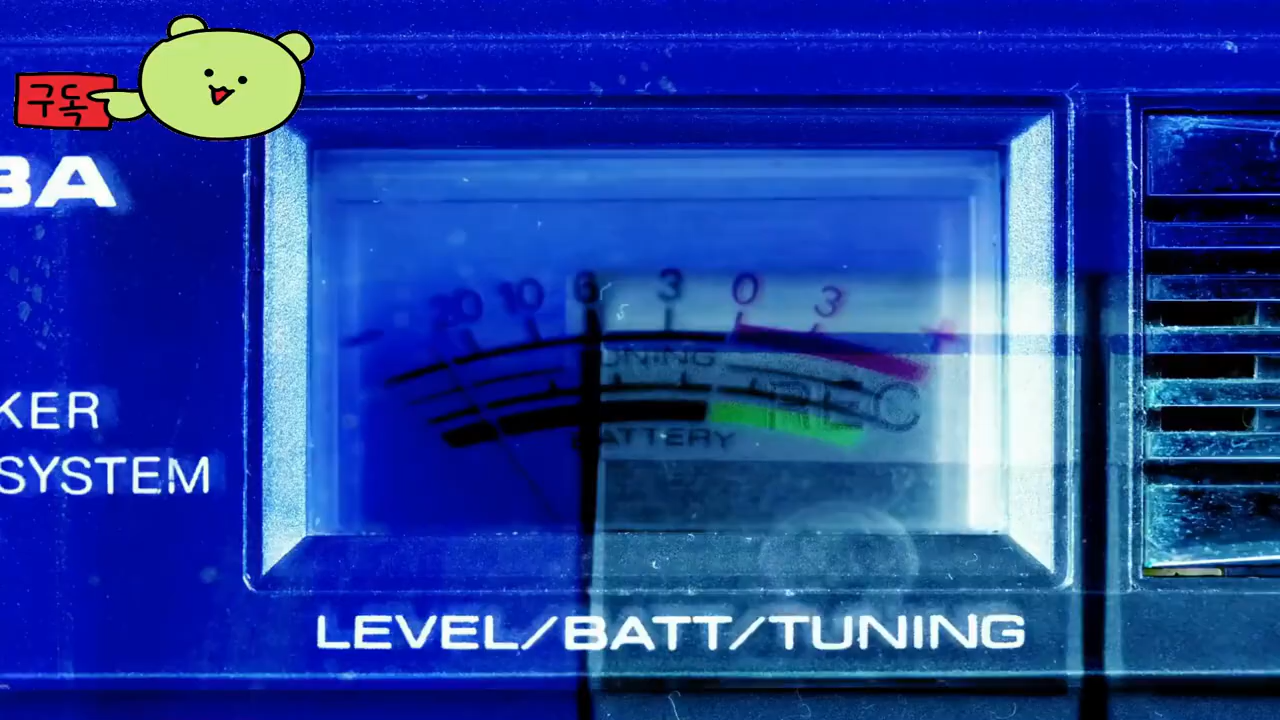 구독
BA
KER
SYSTEM
20 10 6 3 0 3 +
TUNING
REC
BATTERY
LEVEL/BATT/TUNING